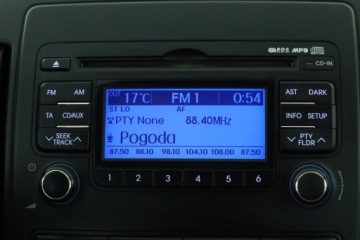 MP3
CD-IN
FM AM
OUT 17°C FM 1 0:54
AST DARK
ST LO AF
TA CD/AUX
PTY None 88.40MHz
INFO SETUP
SEEK
TRACK
Pogoda
PTY
FLDR
87.50 88.10 98.10 104.10 108.00 87.50
1 2 3 4 5 6